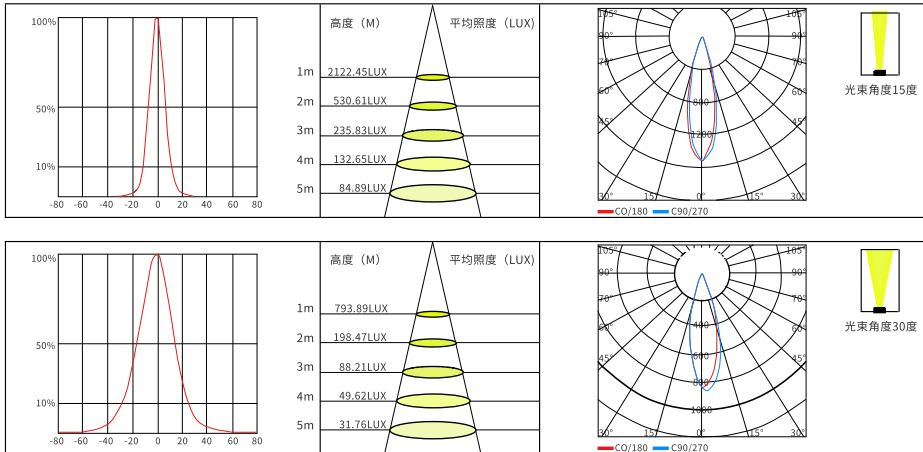 100%
50%
10%
-80 -60 -40 -20 0 20 40 60 80
高度（M） 平均照度（LUX）
1m 2122.45LUX
2m 530.61LUX
3m 235.83LUX
4m 132.65LUX
5m 84.89LUX
105° 105°
90° 90°
70° 70°
60° 60°
800
45° 45°
1200
30° 15° 0° 15° 30°
CO/180 C90/270
光束角度15度
100%
50%
10%
-80 -60 -40 -20 0 20 40 60 80
高度（M） 平均照度（LUX）
1m 793.89LUX
2m 198.47LUX
3m 88.21LUX
4m 49.62LUX
5m 31.76LUX
105° 105°
90° 90°
70° 70°
400
60° 60°
600
45° 45°
800
1000
30° 15° 0° 15° 30°
CO/180 C90/270
光束角度30度